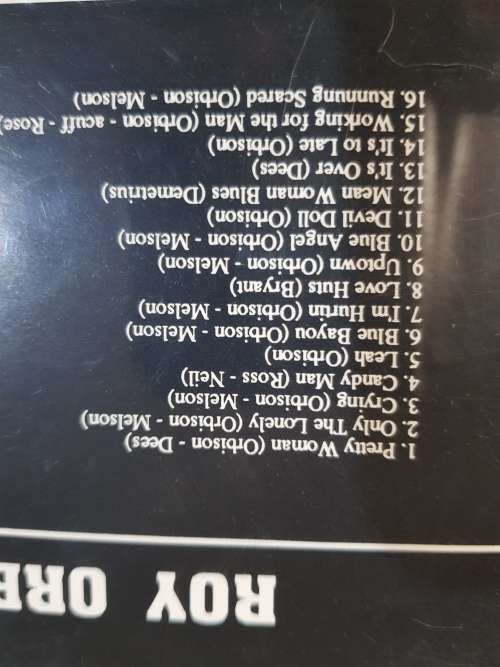 ROY ORB
1. Pretty Woman (Orbison - Dees)
2. Only The Lonely (Orbison - Melson)
3. Crying (Orbison - Melson)
4. Candy Man (Ross - Neil)
5. Leah (Orbison)
6. Blue Bayou (Orbison - Melson)
7. I'm Hurtin (Orbison - Melson)
8. Love Huts (Bryant)
9. Uptown (Orbison - Melson)
10. Blue Angel (Orbison - Melson)
11. Devil Doll (Orbison)
12. Mean Woman Blues (Demetrius)
13. It's Over (Dees)
14. It's to Late (Orbison)
15. Working for the Man (Orbison - acuff - Rose)
16. Runnung Scared (Orbison - Melson)